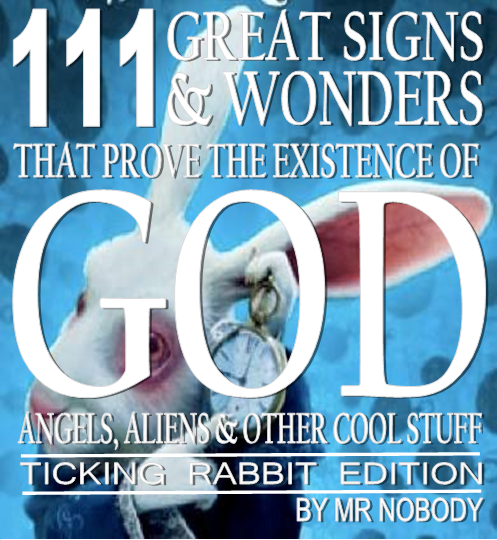 111 GREAT SIGNS
& WONDERS
THAT PROVE THE EXISTENCE OF
GOD
ANGELS, ALIENS & OTHER COOL STUFF
TICKING RABBIT EDITION
BY MR NOBODY